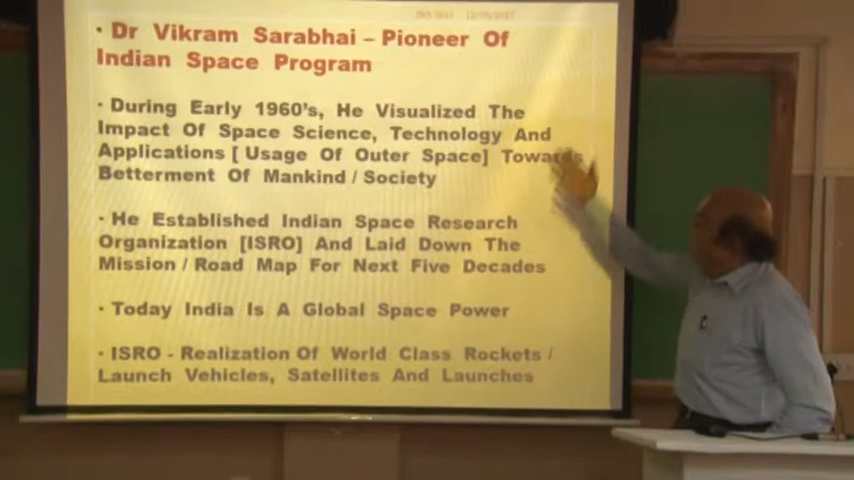 • Dr Vikram Sarabhai – Pioneer Of
Indian Space Program
• During Early 1960's, He Visualized The
Impact Of Space Science, Technology And
Applications [ Usage Of Outer Space] Towards
Betterment Of Mankind / Society
• He Established Indian Space Research
Organization [ISRO] And Laid Down The
Mission / Road Map For Next Five Decades
• Today India Is A Global Space Power
• ISRO - Realization Of World Class Rockets /
Launch Vehicles, Satellites And Launches